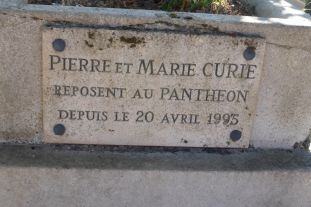 PIERRE ET MARIE CURIE
REPOSENT AU PANTHEON
DEPUIS LE 20 AVRIL 1995